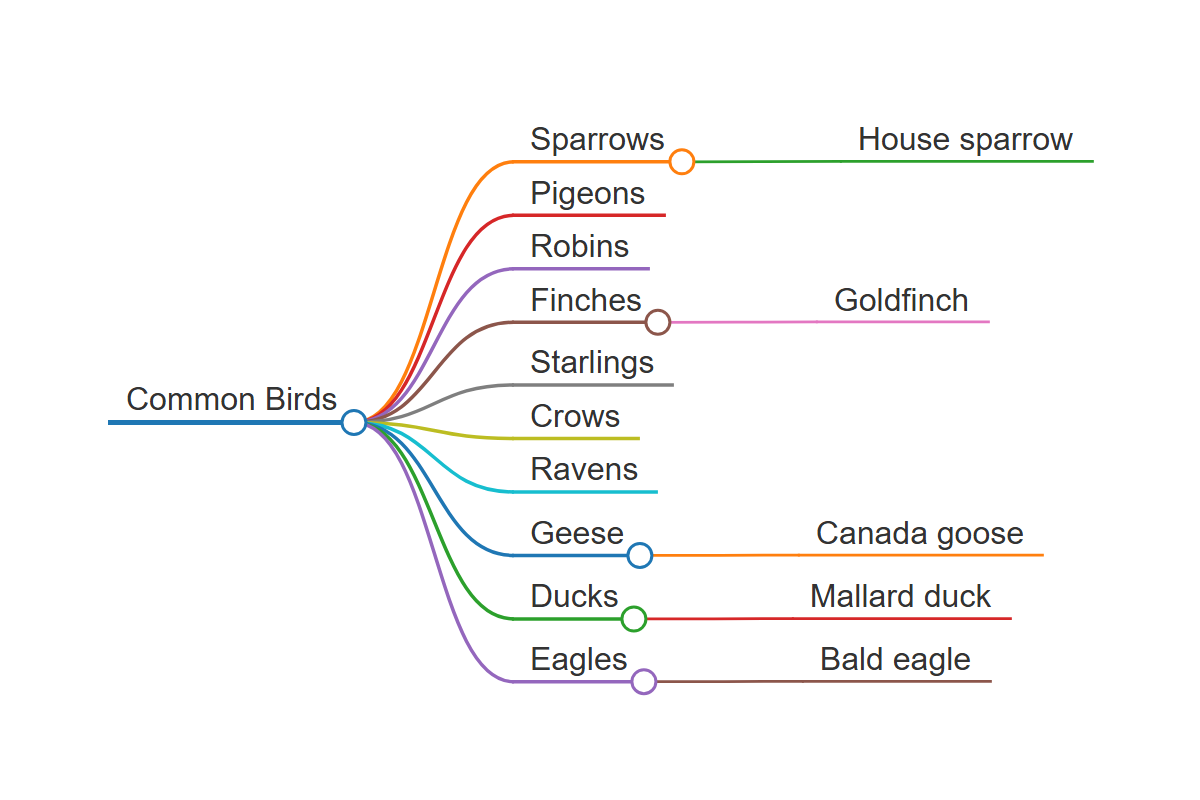 Common Birds
Sparrows
House sparrow
Pigeons
Robins
Finches
Goldfinch
Starlings
Crows
Ravens
Geese
Canada goose
Ducks
Mallard duck
Eagles
Bald eagle